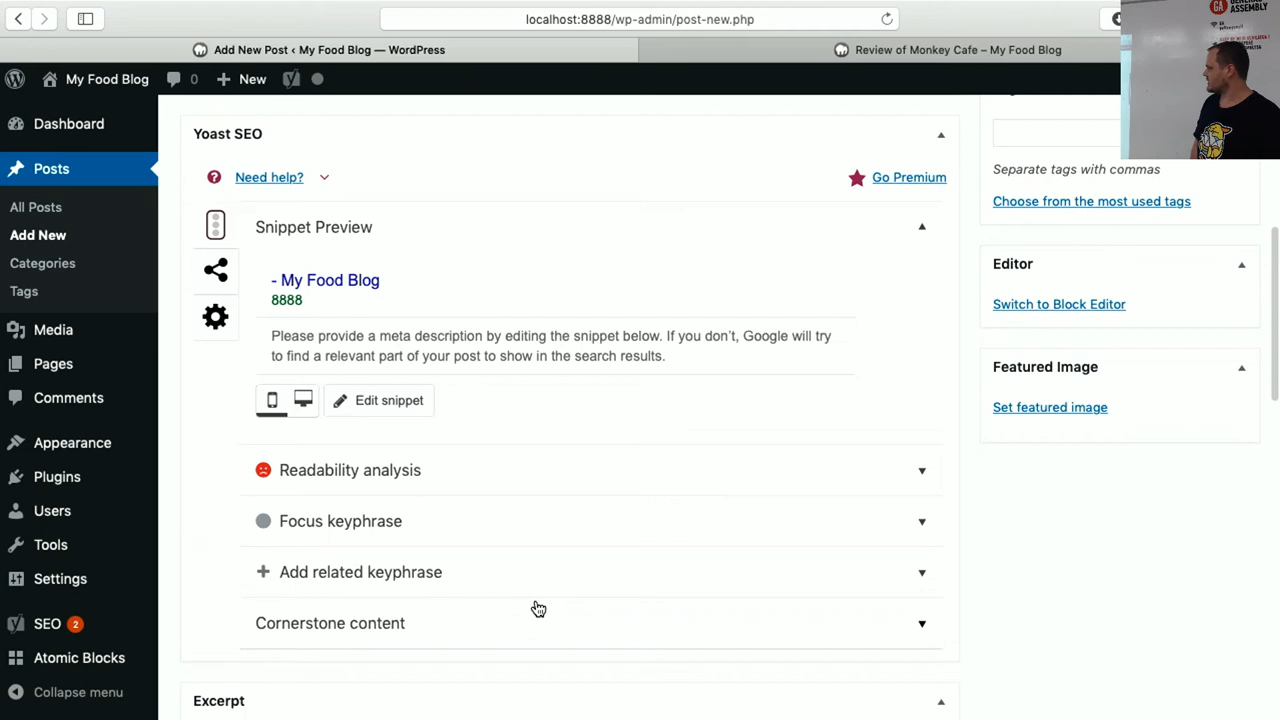 localhost:8888/wp-admin/post-new.php
Add New Post ‹ My Food Blog — WordPress
Review of Monkey Cafe – My Food Blog
GA
GENERAL
ASSEMBLY
My Food Blog
0
New
Dashboard
Posts
All Posts
Add New
Categories
Tags
Media
Pages
Comments
Appearance
Plugins
Users
Tools
Settings
SEO 2
Atomic Blocks
Collapse menu
Yoast SEO
Need help?
Go Premium
Snippet Preview
- My Food Blog
8888
Please provide a meta description by editing the snippet below. If you don’t, Google will try
to find a relevant part of your post to show in the search results.
Edit snippet
Readability analysis
Focus keyphrase
Add related keyphrase
Cornerstone content
Excerpt
Separate tags with commas
Choose from the most used tags
Editor
Switch to Block Editor
Featured Image
Set featured image